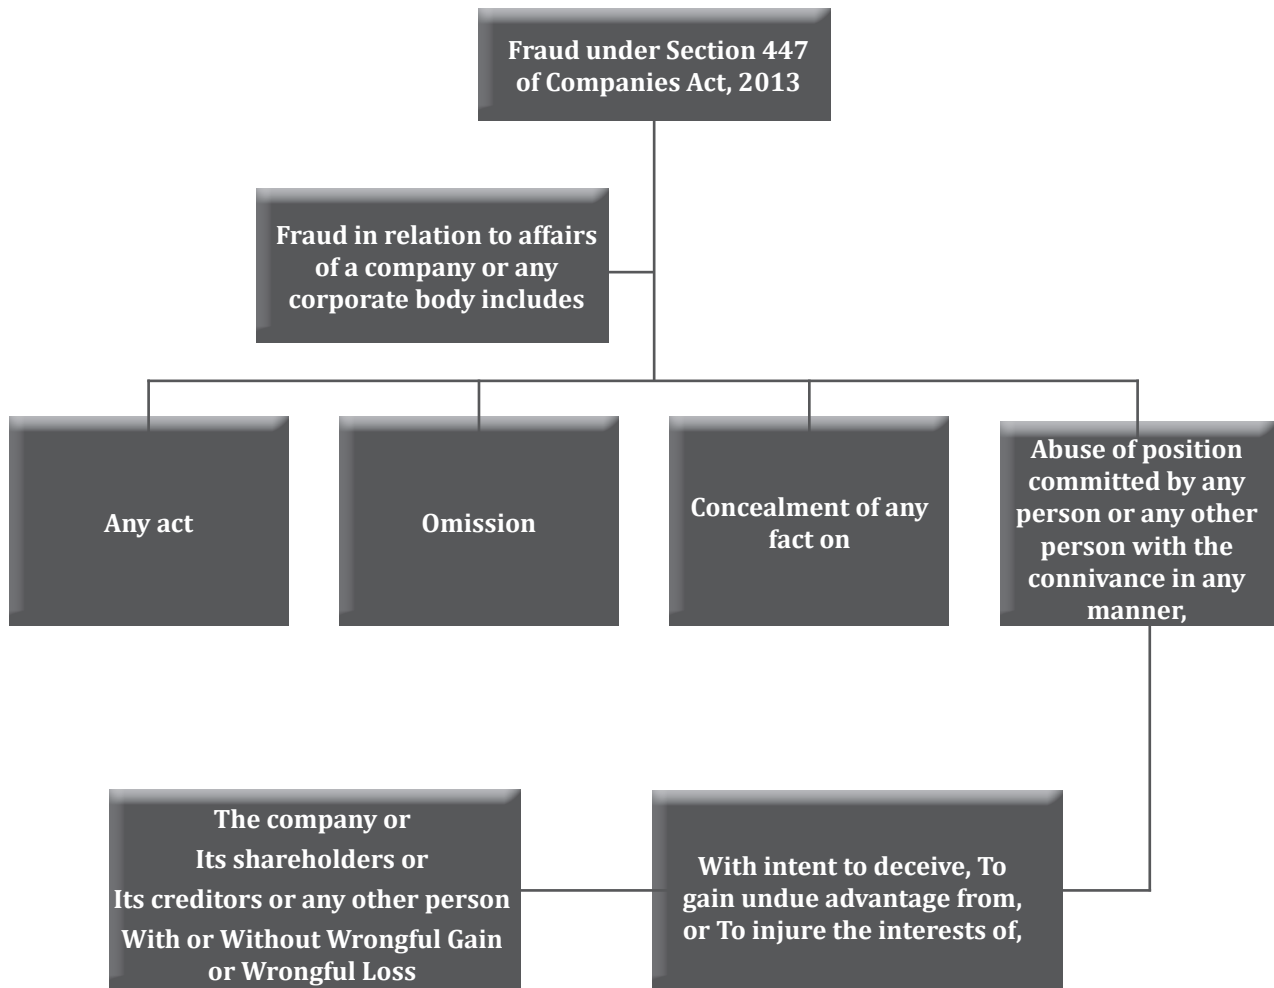 Fraud under Section 447
of Companies Act, 2013
Fraud in relation to affairs
of a company or any
corporate body includes
Any act
Omission
Concealment of any
fact on
Abuse of position
committed by any
person or any other
person with the
connivance in any
manner,
The company or
Its shareholders or
Its creditors or any other person
With or Without Wrongful Gain
or Wrongful Loss
With intent to deceive, To
gain undue advantage from,
or To injure the interests of,